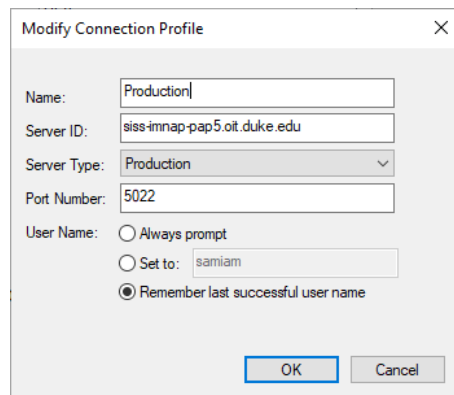 Modify Connection Profile
Name: Production
Server ID: siss-imnap-pap5.oit.duke.edu
Server Type: Production
Port Number: 5022
User Name: Always prompt
Set to: samiam
Remember last successful user name
OK Cancel